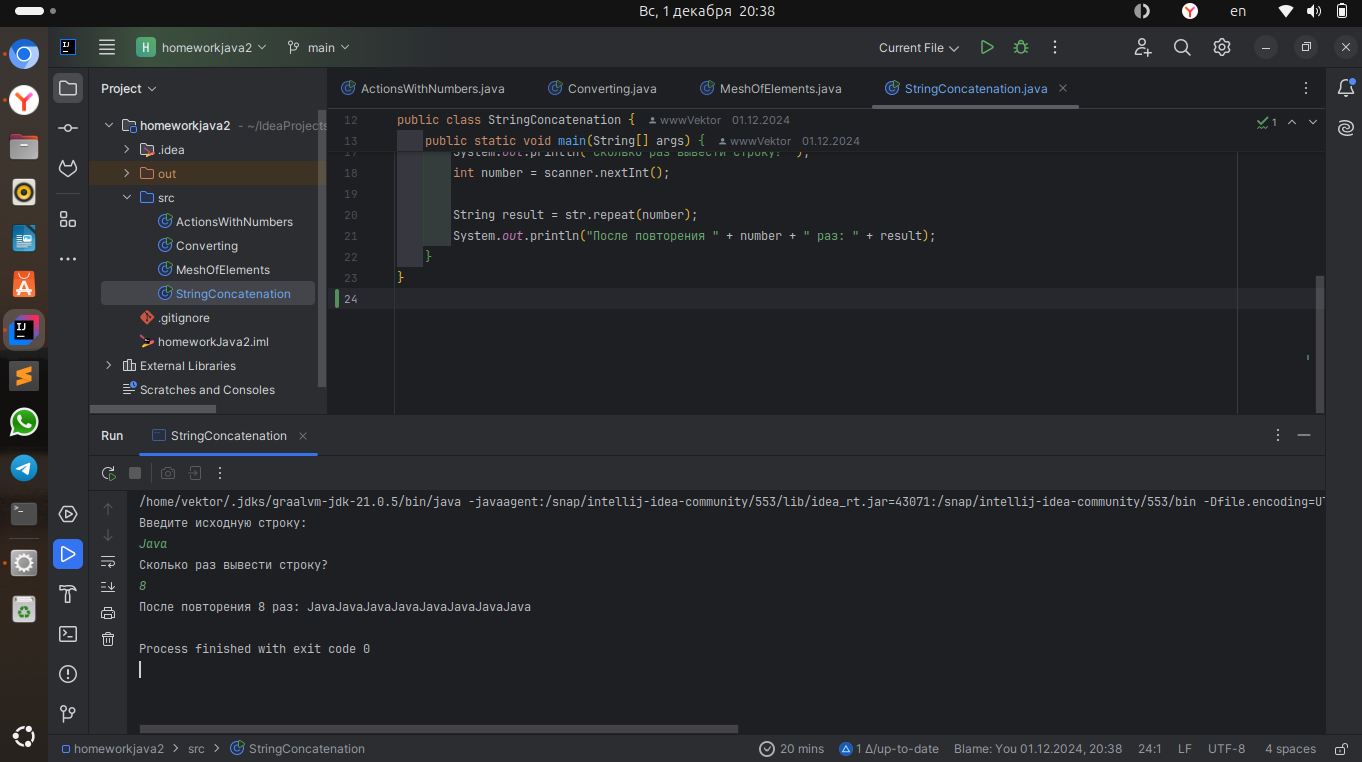 Вс, 1 декабря 20:38
en
H homeworkjava2
main
Current File
Project
ActionsWithNumbers.java
Converting.java
MeshOfElements.java
StringConcatenation.java
homeworkjava2 - ~/IdeaProjects
.idea
out
src
ActionsWithNumbers
Converting
MeshOfElements
StringConcatenation
.gitignore
homeworkJava2.iml
External Libraries
Scratches and Consoles
12 public class StringConcatenation { wwwVektor 01.12.2024
1
13 public static void main(String[] args) { wwwVektor 01.12.2024
17 System.out.println("Сколько раз вывести строку?");
18 int number = scanner.nextInt();
19
20 String result = str.repeat(number);
21 System.out.println("После повторения " + number + " раз: " + result);
22 }
23 }
24
Run
StringConcatenation
/home/vektor/.jdks/graalvm-jdk-21.0.5/bin/java -javaagent:/snap/intellij-idea-community/553/lib/idea_rt.jar=43071:/snap/intellij-idea-community/553/bin -Dfile.encoding=U
Введите исходную строку:
Java
Сколько раз вывести строку?
8
После повторения 8 раз: JavaJavaJavaJavaJavaJavaJavaJava
Process finished with exit code 0
homeworkjava2 > src > StringConcatenation
20 mins
1 Δ/up-to-date
Blame: You 01.12.2024, 20:38
24:1
LF
UTF-8
4 spaces